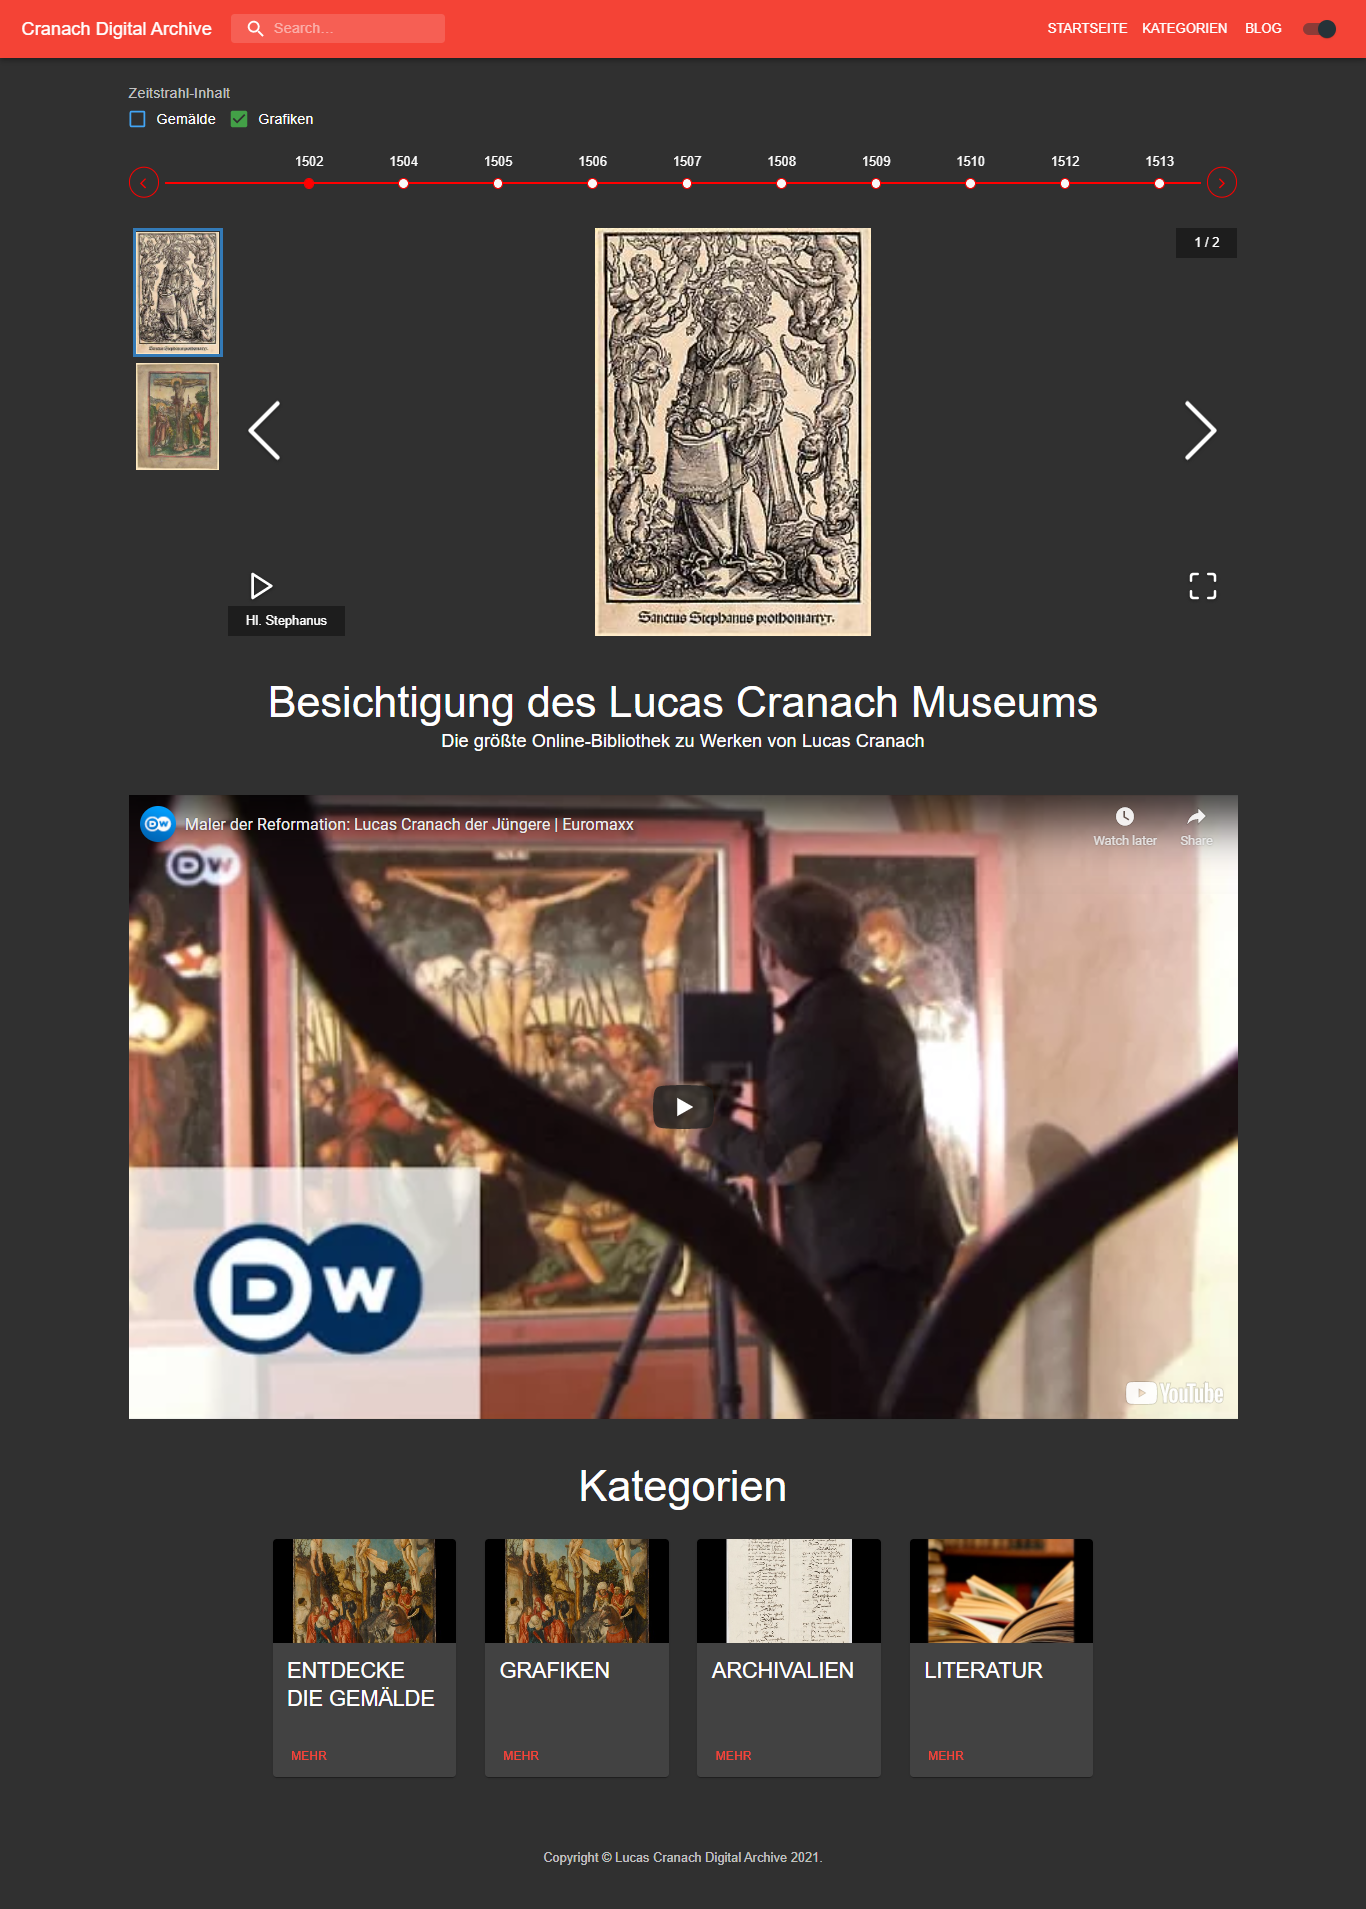 Cranach Digital Archive
Search...
STARTSEITE
KATEGORIEN
BLOG
Zeitstrahl-Inhalt
Gemälde
Grafiken
1502
1504
1505
1506
1507
1508
1509
1510
1512
1513
1 / 2
Sanctus Stephanus prothomartyr.
Hl. Stephanus
Besichtigung des Lucas Cranach Museums
Die größte Online-Bibliothek zu Werken von Lucas Cranach
Maler der Reformation: Lucas Cranach der Jüngere | Euromaxx
Watch later
Share
DW
DW
DW
YouTube
Kategorien
ENTDECKE
DIE GEMÄLDE
MEHR
GRAFIKEN
MEHR
ARCHIVALIEN
MEHR
LITERATUR
MEHR
Copyright © Lucas Cranach Digital Archive 2021.